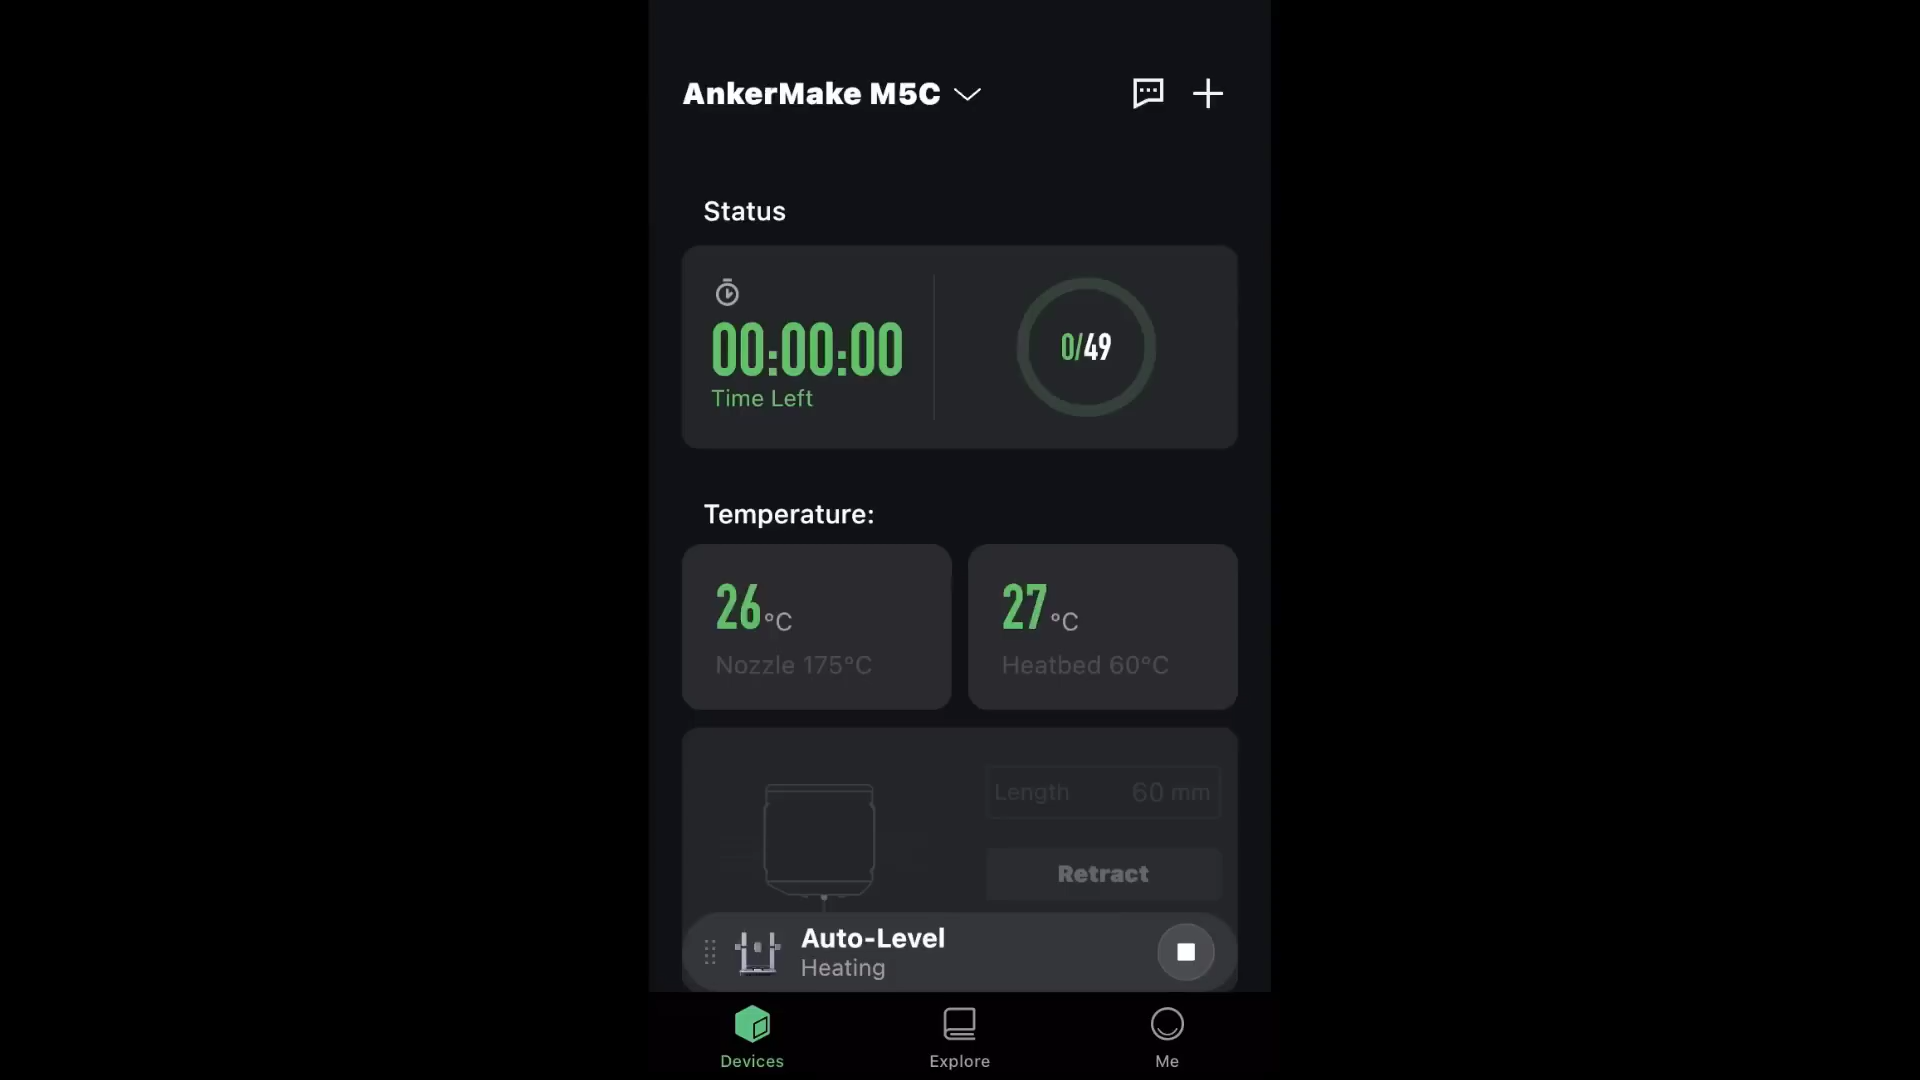 AnkerMake M5C
Status
00:00:00
Time Left
0/49
Temperature:
26 °C
Nozzle 175°C
27 °C
Heatbed 60°C
Length 60 mm
Retract
Auto-Level
Heating
Devices
Explore
Me